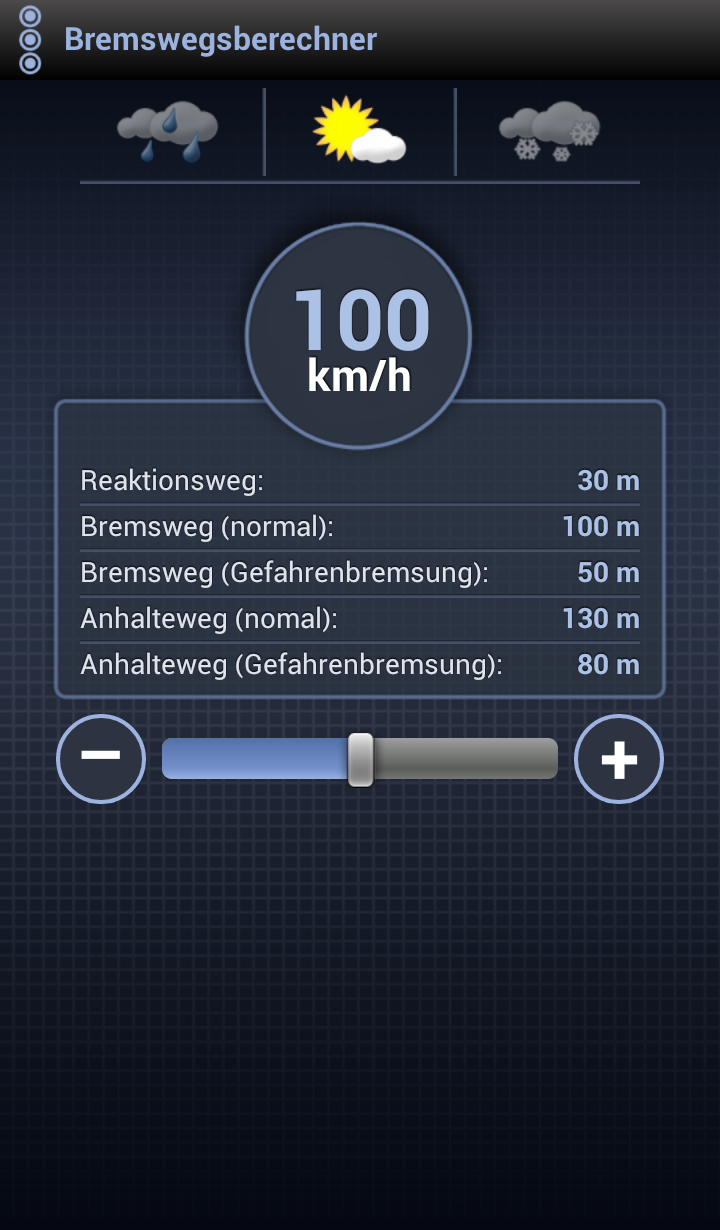 Bremswegsberechner
100
km/h
Reaktionsweg: 30 m
Bremsweg (normal): 100 m
Bremsweg (Gefahrenbremsung): 50 m
Anhalteweg (nomal): 130 m
Anhalteweg (Gefahrenbremsung): 80 m